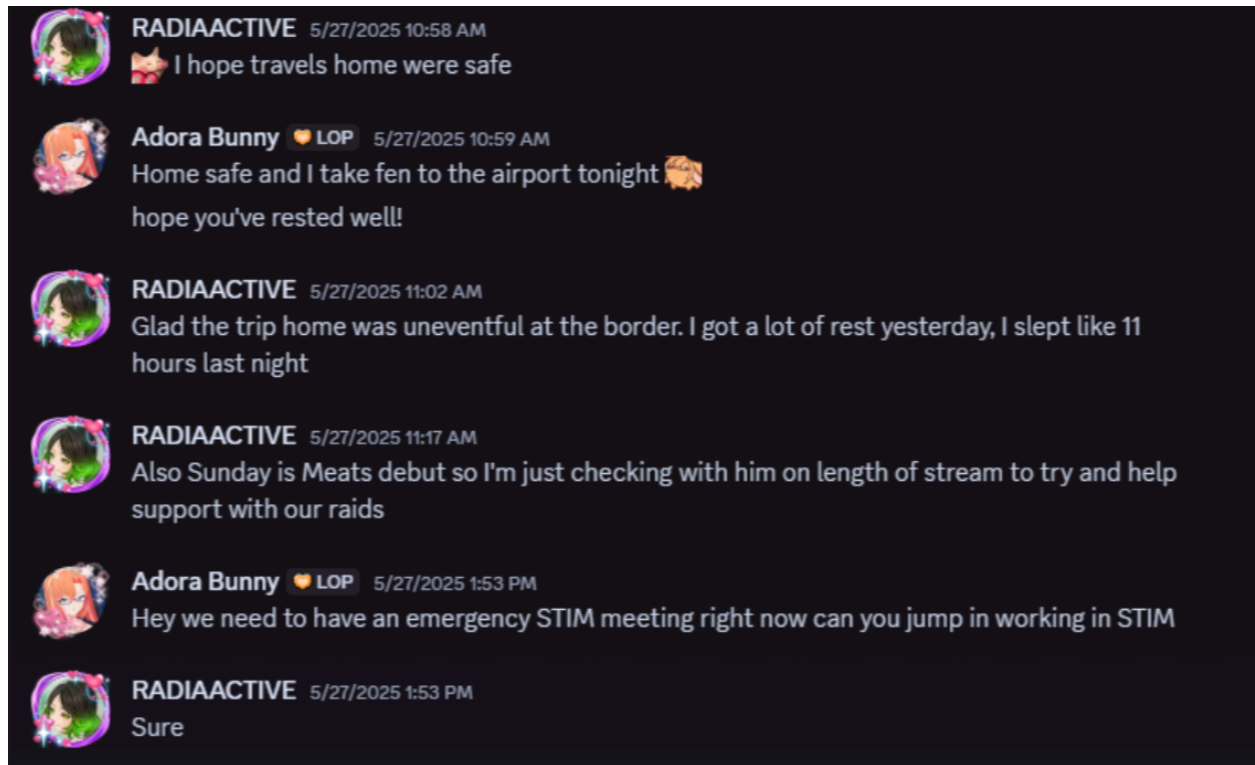 RADIAACTIVE 5/27/2025 10:58 AM
I hope travels home were safe
Adora Bunny LOP 5/27/2025 10:59 AM
Home safe and I take fen to the airport tonight
hope you've rested well!
RADIAACTIVE 5/27/2025 11:02 AM
Glad the trip home was uneventful at the border. I got a lot of rest yesterday, I slept like 11
hours last night
RADIAACTIVE 5/27/2025 11:17 AM
Also Sunday is Meats debut so I'm just checking with him on length of stream to try and help
support with our raids
Adora Bunny LOP 5/27/2025 1:53 PM
Hey we need to have an emergency STIM meeting right now can you jump in working in STIM
RADIAACTIVE 5/27/2025 1:53 PM
Sure